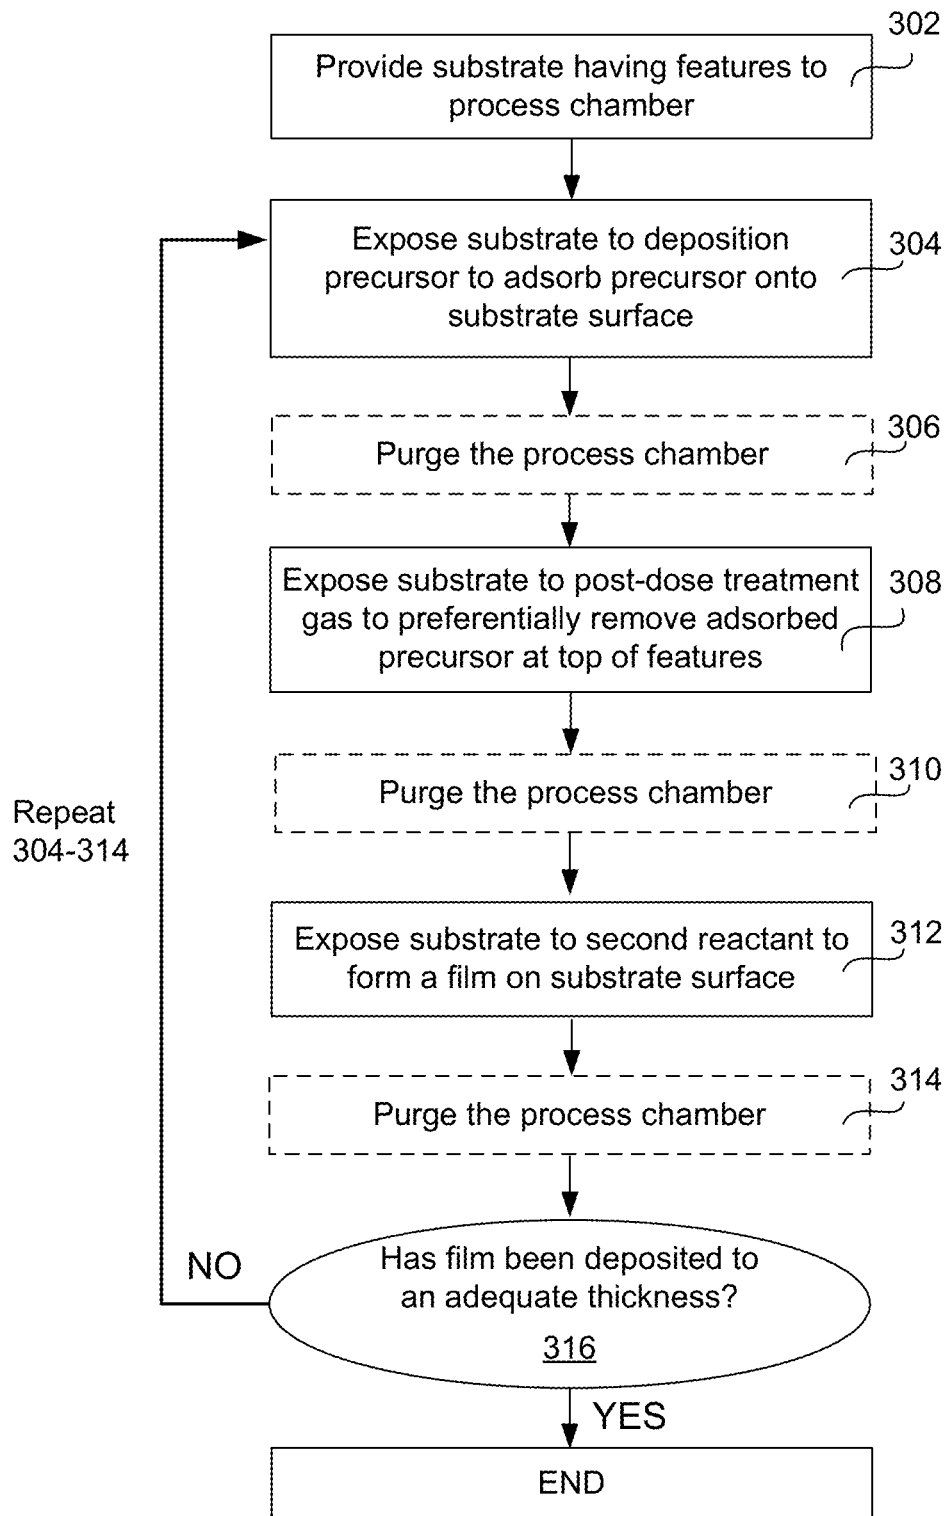 302
Provide substrate having features to
process chamber
Expose substrate to deposition
precursor to adsorb precursor onto
substrate surface
304
Purge the process chamber
306
Expose substrate to post-dose treatment
gas to preferentially remove adsorbed
precursor at top of features
308
Purge the process chamber
310
Repeat
304-314
Expose substrate to second reactant to
form a film on substrate surface
312
Purge the process chamber
314
Has film been deposited to
an adequate thickness?
316
NO
YES
END